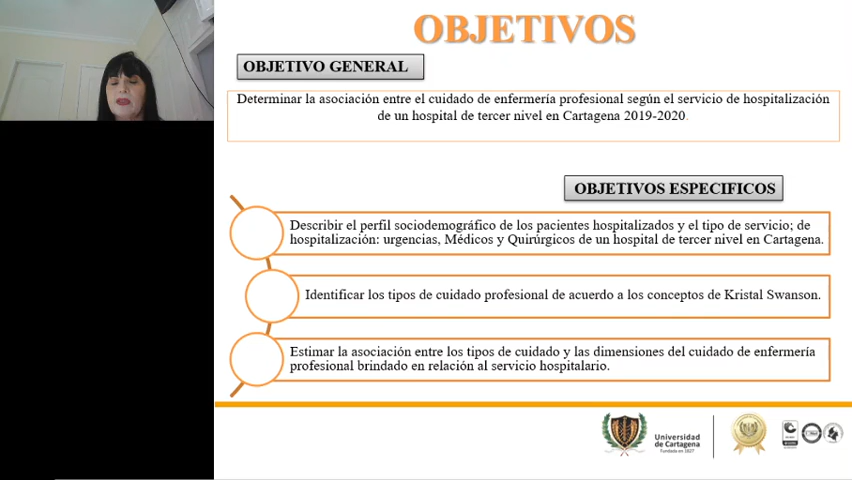 OBJETIVOS
OBJETIVO GENERAL
Determinar la asociación entre el cuidado de enfermería profesional según el servicio de hospitalización
de un hospital de tercer nivel en Cartagena 2019-2020.
OBJETIVOS ESPECIFICOS
Describir el perfil sociodemográfico de los pacientes hospitalizados y el tipo de servicio; de
hospitalización: urgencias, Médicos y Quirúrgicos de un hospital de tercer nivel en Cartagena.
Identificar los tipos de cuidado profesional de acuerdo a los conceptos de Kristal Swanson.
Estimar la asociación entre los tipos de cuidado y las dimensiones del cuidado de enfermería
profesional brindado en relación al servicio hospitalario.
Universidad
de Cartagena
Fundada en 1827